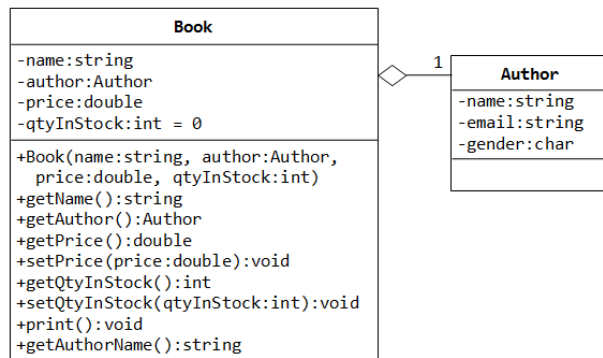 Book
-name:string
-author:Author
-price:double
-qtyInStock:int = 0
+Book(name:string, author:Author,
price:double, qtyInStock:int)
+getName():string
+getAuthor():Author
+getPrice():double
+setPrice(price:double):void
+getQtyInStock():int
+setQtyInStock(qtyInStock:int):void
+print():void
+getAuthorName():string
1
Author
-name:string
-email:string
-gender:char